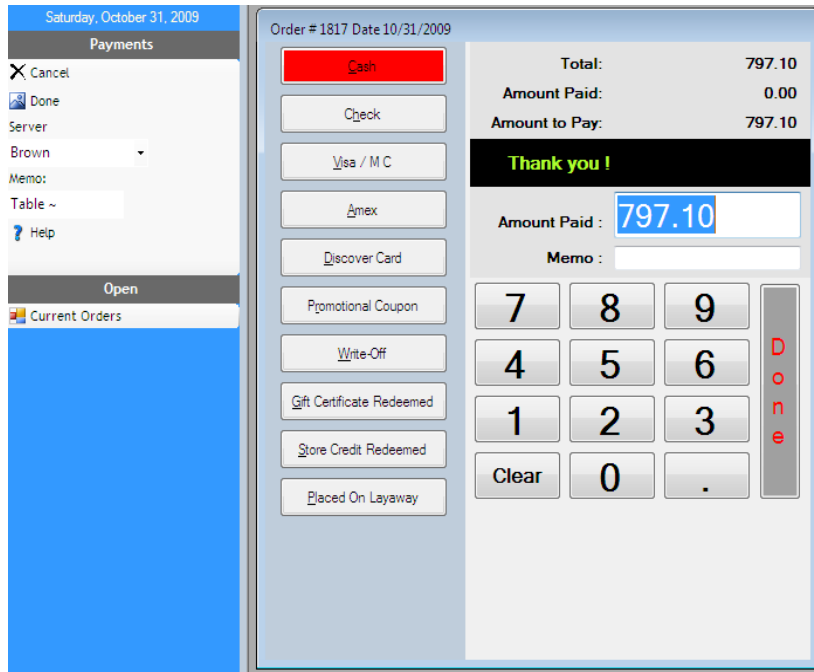 Saturday, October 31, 2009
Payments
Cancel
Done
Server
Brown
Memo:
Table ~
Help
Open
Current Orders
Order # 1817 Date 10/31/2009
Cash
Check
Visa / M C
Amex
Discover Card
Promotional Coupon
Write-Off
Gift Certificate Redeemed
Store Credit Redeemed
Placed On Layaway
Total: 797.10
Amount Paid: 0.00
Amount to Pay: 797.10
Thank you !
Amount Paid : 797.10
Memo :
7 8 9
4 5 6
1 2 3
Clear 0 .
Done